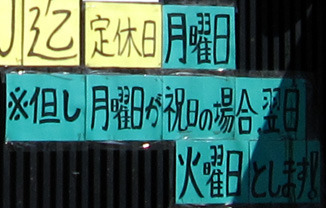 迄 定休日 月曜日
※但し月曜日が祝日の場合、翌日
火曜日とします!